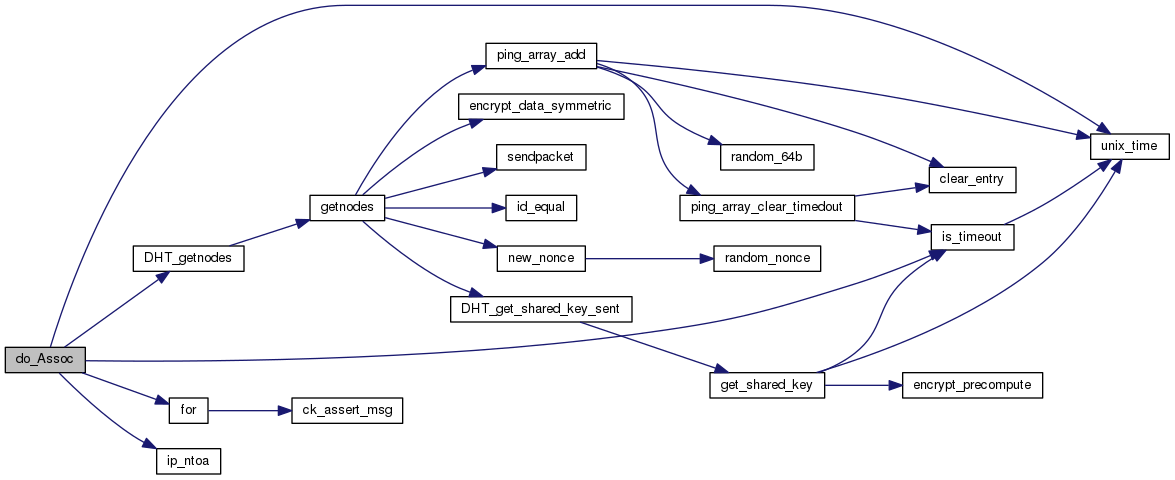 ping_array_add
encrypt_data_symmetric
unix_time
sendpacket
random_64b
clear_entry
getnodes
id_equal
ping_array_clear_timedout
is_timeout
DHT_getnodes
new_nonce
random_nonce
DHT_get_shared_key_sent
do_Assoc
get_shared_key
encrypt_precompute
for
ck_assert_msg
ip_ntoa